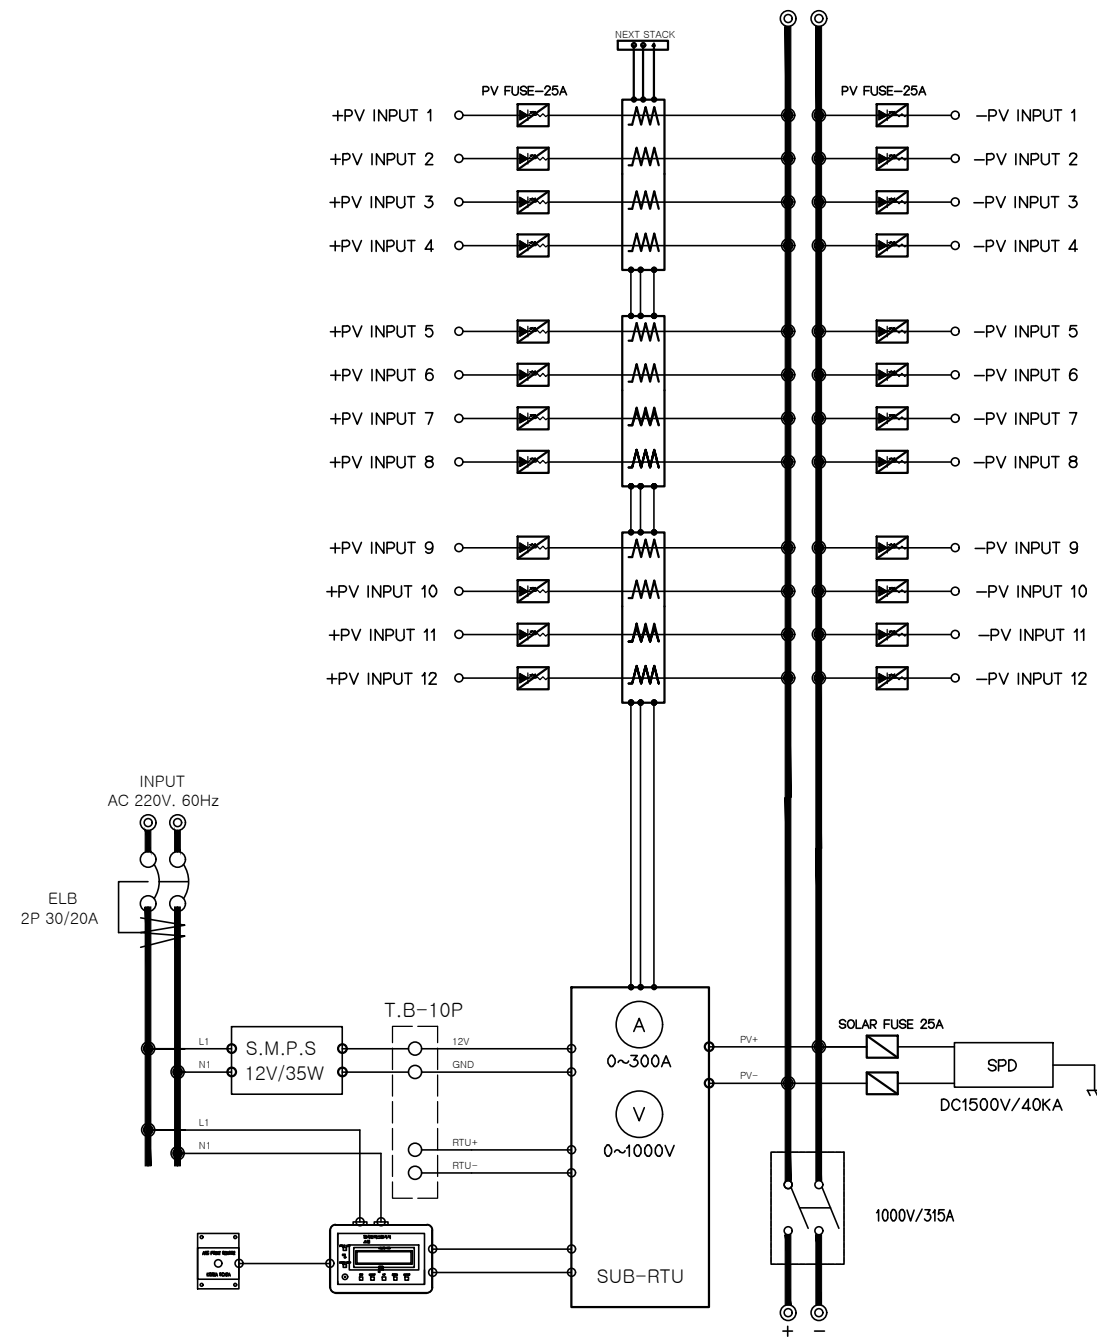 NEXT STACK
PV FUSE-25A PV FUSE-25A
+PV INPUT 1 -PV INPUT 1
+PV INPUT 2 -PV INPUT 2
+PV INPUT 3 -PV INPUT 3
+PV INPUT 4 -PV INPUT 4
+PV INPUT 5 -PV INPUT 5
+PV INPUT 6 -PV INPUT 6
+PV INPUT 7 -PV INPUT 7
+PV INPUT 8 -PV INPUT 8
+PV INPUT 9 -PV INPUT 9
+PV INPUT 10 -PV INPUT 10
+PV INPUT 11 -PV INPUT 11
+PV INPUT 12 -PV INPUT 12
INPUT
AC 220V. 60Hz
ELB
2P 30/20A
T.B-10P
L1
S.M.P.S
N1
12V/35W
12V
GND
L1
N1
RTU+
RTU-
A
0~300A
V
0~1000V
SUB-RTU
PV+
PV-
SOLAR FUSE 25A
SPD
DC1500V/40KA
1000V/315A
+ -